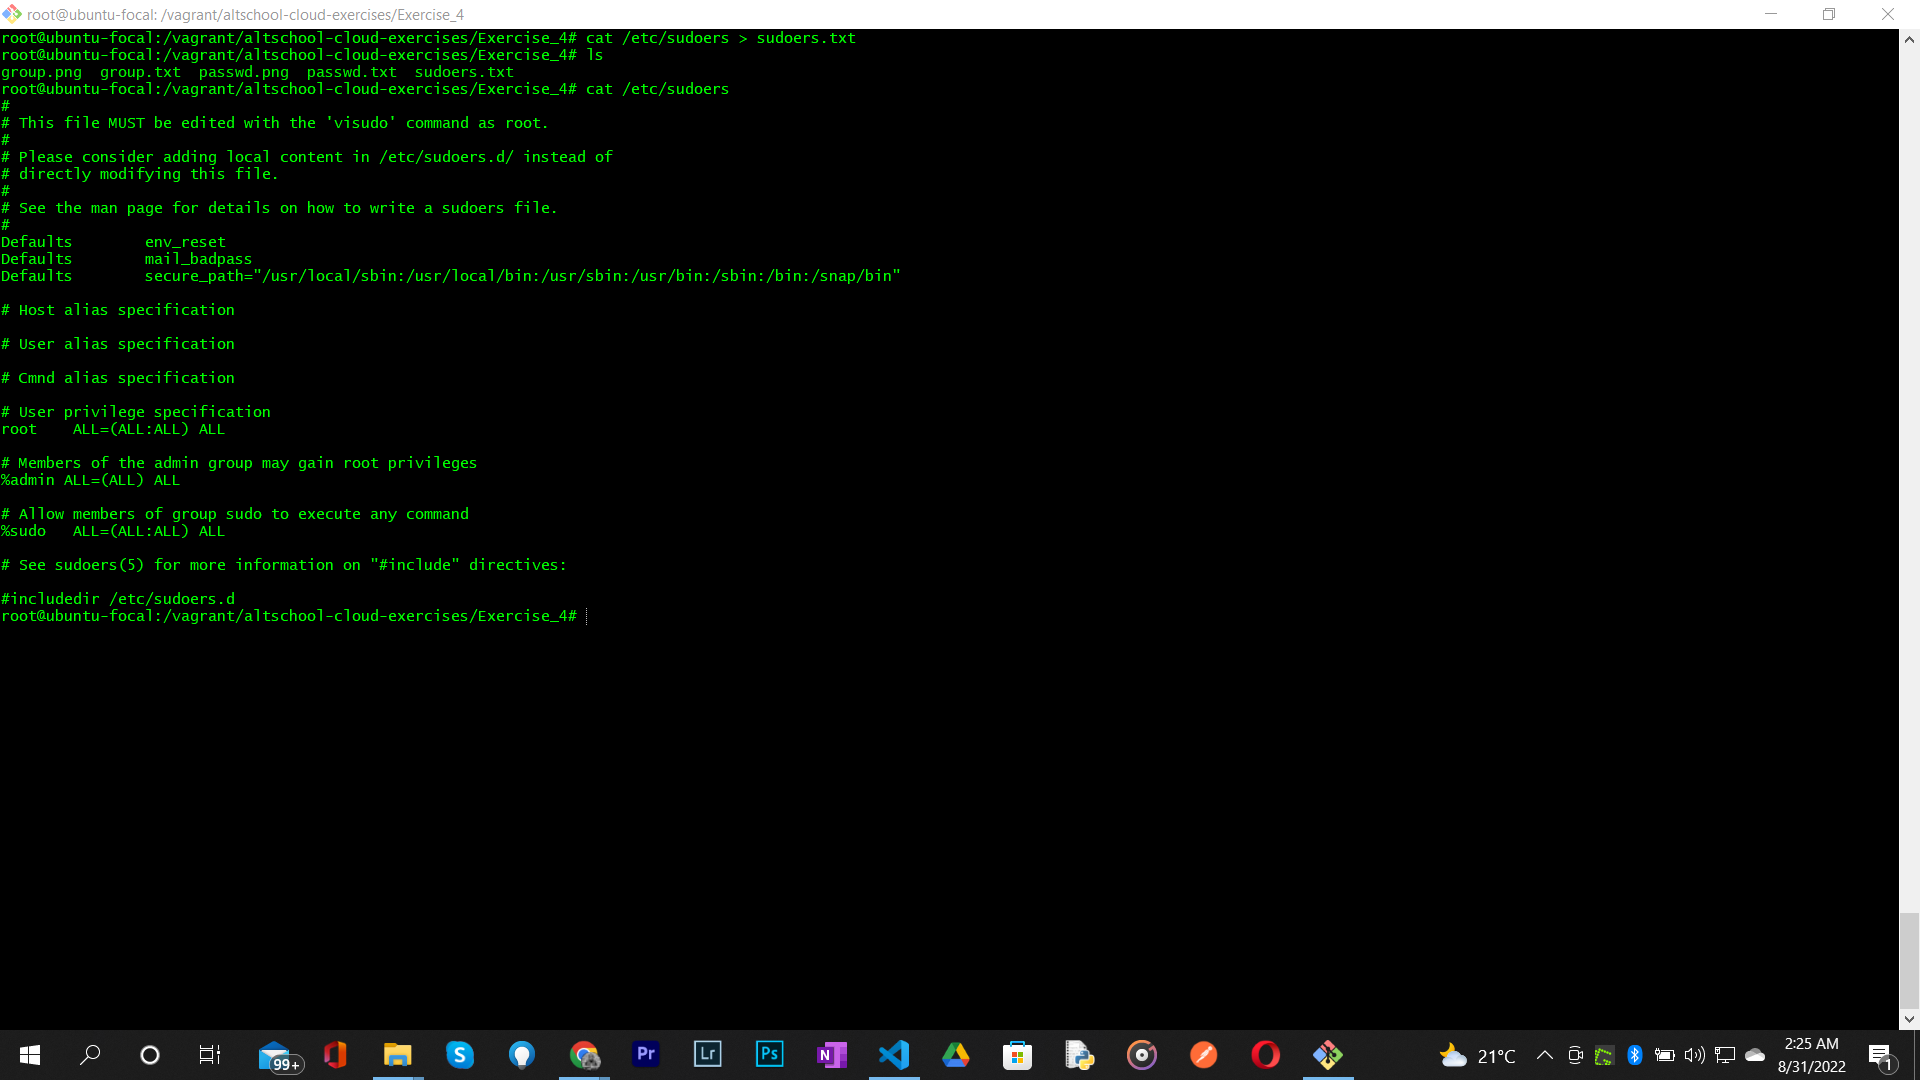 root@ubuntu-focal: /vagrant/altschool-cloud-exercises/Exercise_4
root@ubuntu-focal:/vagrant/altschool-cloud-exercises/Exercise_4# cat /etc/sudoers > sudoers.txt
root@ubuntu-focal:/vagrant/altschool-cloud-exercises/Exercise_4# ls
group.png  group.txt  passwd.png  passwd.txt  sudoers.txt
root@ubuntu-focal:/vagrant/altschool-cloud-exercises/Exercise_4# cat /etc/sudoers
#
# This file MUST be edited with the 'visudo' command as root.
#
# Please consider adding local content in /etc/sudoers.d/ instead of
# directly modifying this file.
#
# See the man page for details on how to write a sudoers file.
#
Defaults        env_reset
Defaults        mail_badpass
Defaults        secure_path="/usr/local/sbin:/usr/local/bin:/usr/sbin:/usr/bin:/sbin:/bin:/snap/bin"
# Host alias specification
# User alias specification
# Cmnd alias specification
# User privilege specification
root    ALL=(ALL:ALL) ALL
# Members of the admin group may gain root privileges
%admin ALL=(ALL) ALL
# Allow members of group sudo to execute any command
%sudo   ALL=(ALL:ALL) ALL
# See sudoers(5) for more information on "#include" directives:
#includedir /etc/sudoers.d
root@ubuntu-focal:/vagrant/altschool-cloud-exercises/Exercise_4#
99+
S
Pr
Lr
Ps
N
21°C
2:25 AM
8/31/2022
1